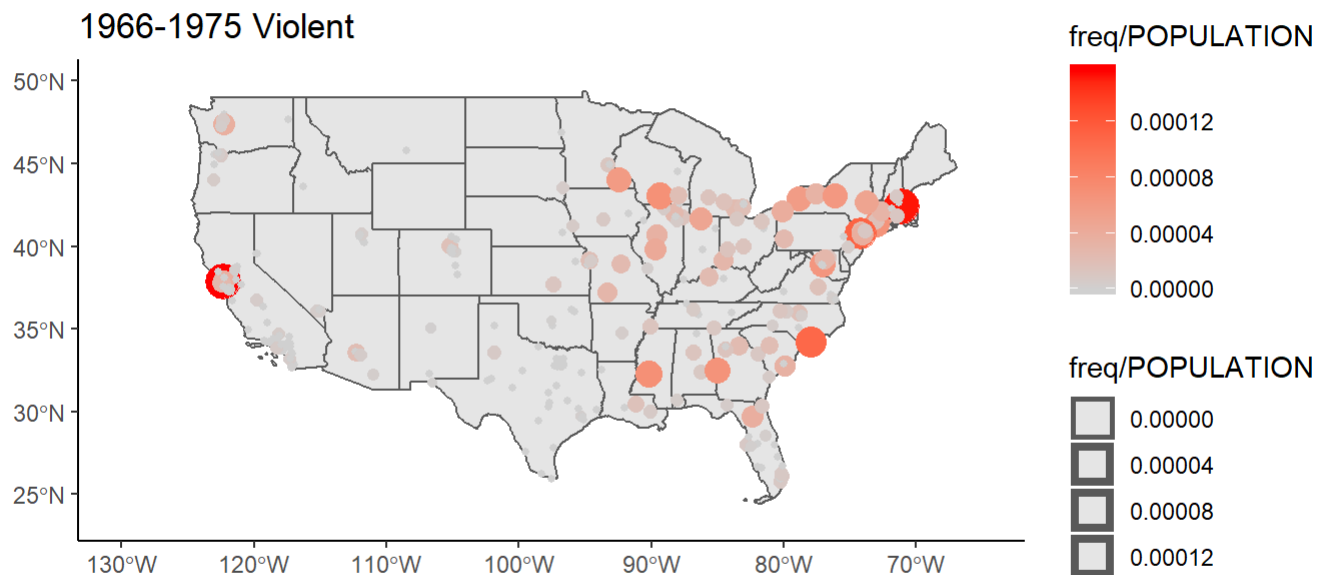 1966-1975 Violent
50°N
45°N
40°N
35°N
30°N
25°N
130°W
120°W
110°W
100°W
90°W
80°W
70°W
freq/POPULATION
0.00012
0.00008
0.00004
0.00000
freq/POPULATION
0.00000
0.00004
0.00008
0.00012